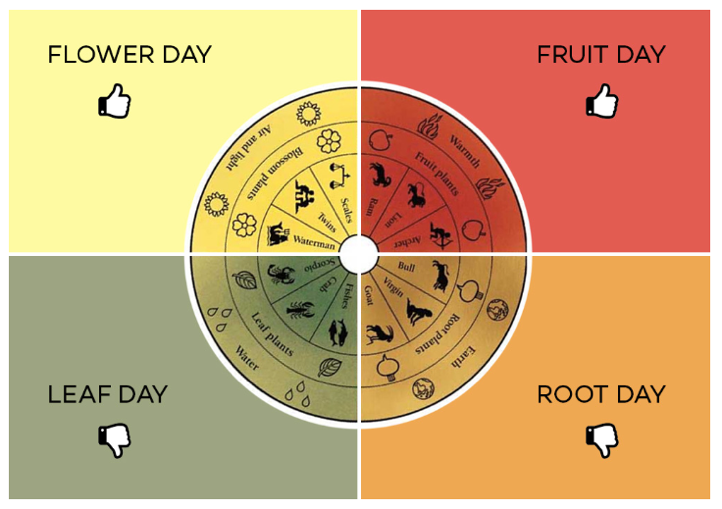 FLOWER DAY
FRUIT DAY
Air and light
Blossom plants
Scales
Twins
Waterman
Warmth
Fruit plants
Ram
Lion
Archer
Scorpio
Crab
Fishes
Leaf plants
Water
Bull
Virgin
Goat
Root plants
Earth
LEAF DAY
ROOT DAY